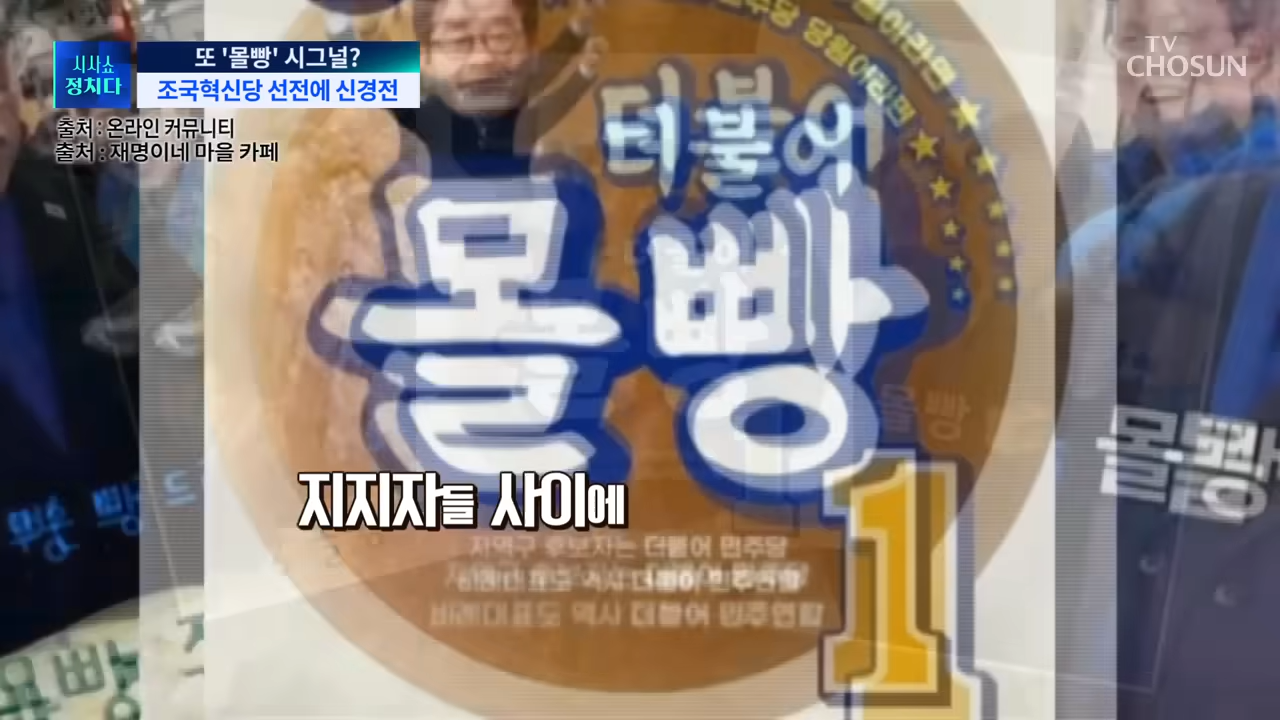 시사쇼
정치다
또 '몰빵' 시그널?
조국혁신당 선전에 신경전
TV
CHOSUN
출처 : 온라인 커뮤니티
출처 : 재명이네 마을 카페
더불어
몰빵
1
몰빵
몰빵
지지자들 사이에
지역구 후보자는 더불어 민주당
비례대표도 역시 더불어 민주연합
몰빵